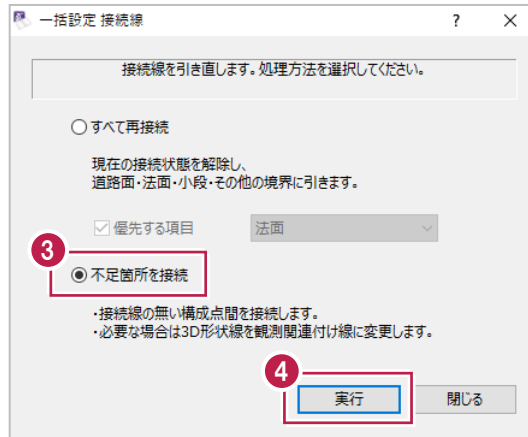 一括設定 接続線
接続線を引き直します。処理方法を選択してください。
すべて再接続
現在の接続状態を解除し、
道路面・法面・小段・その他の境界に引きます。
優先する項目 法面
3
不足箇所を接続
・接続線の無い構成点間を接続します。
・必要な場合は3D形状線を観測関連付け線に変更します。
4
実行 閉じる